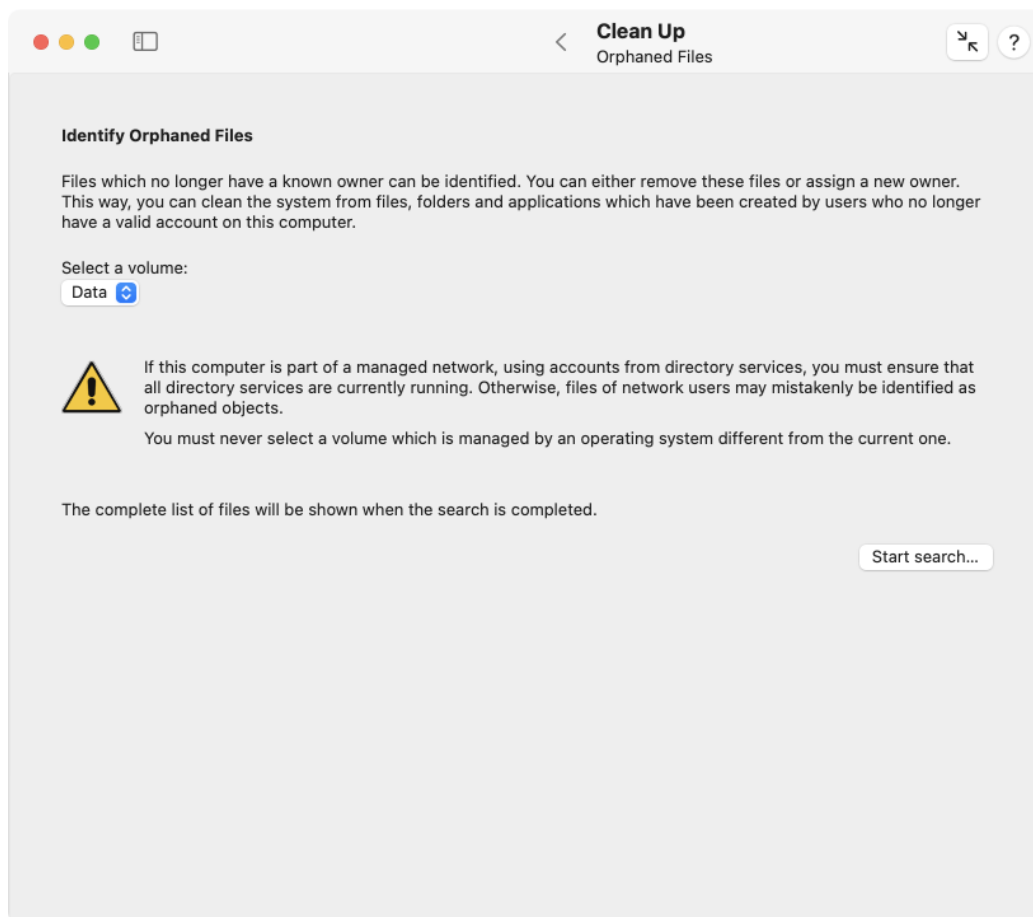 Clean Up
Orphaned Files
?
Identify Orphaned Files
Files which no longer have a known owner can be identified. You can either remove these files or assign a new owner.
This way, you can clean the system from files, folders and applications which have been created by users who no longer
have a valid account on this computer.
Select a volume:
Data
If this computer is part of a managed network, using accounts from directory services, you must ensure that
all directory services are currently running. Otherwise, files of network users may mistakenly be identified as
orphaned objects.
You must never select a volume which is managed by an operating system different from the current one.
The complete list of files will be shown when the search is completed.
Start search...